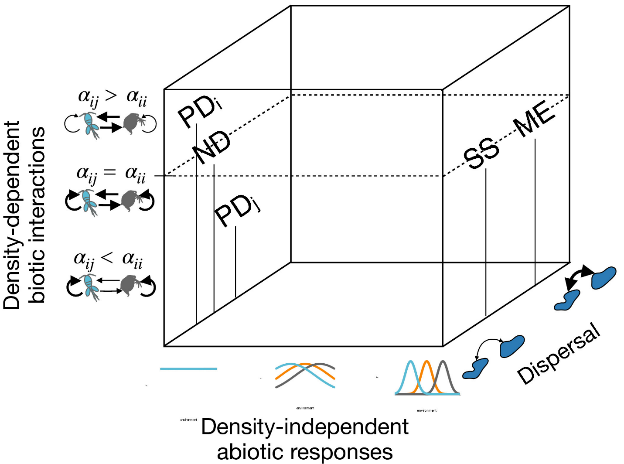 Density-dependent
biotic interactions
αij > αii
αij = αii
αij < αii
PDi
ND
PDj
SS
ME
Dispersal
Density-independent
abiotic responses